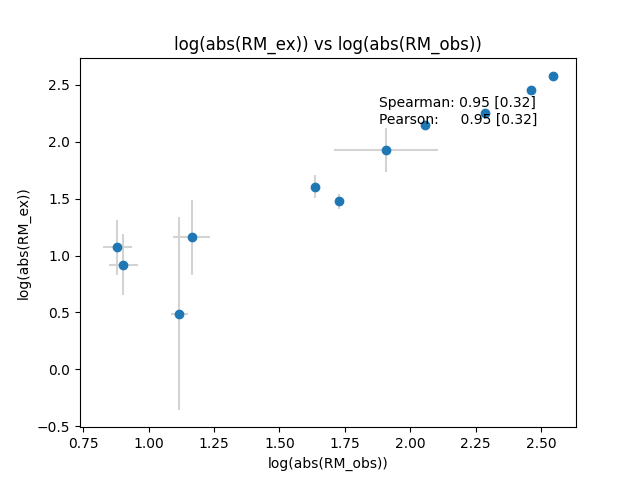 log(abs(RM_ex)) vs log(abs(RM_obs))
2.5
2.0
1.5
1.0
0.5
0.0
−0.5
log(abs(RM_ex))
Spearman: 0.95 [0.32]
Pearson: 0.95 [0.32]
0.75 1.00 1.25 1.50 1.75 2.00 2.25 2.50
log(abs(RM_obs))